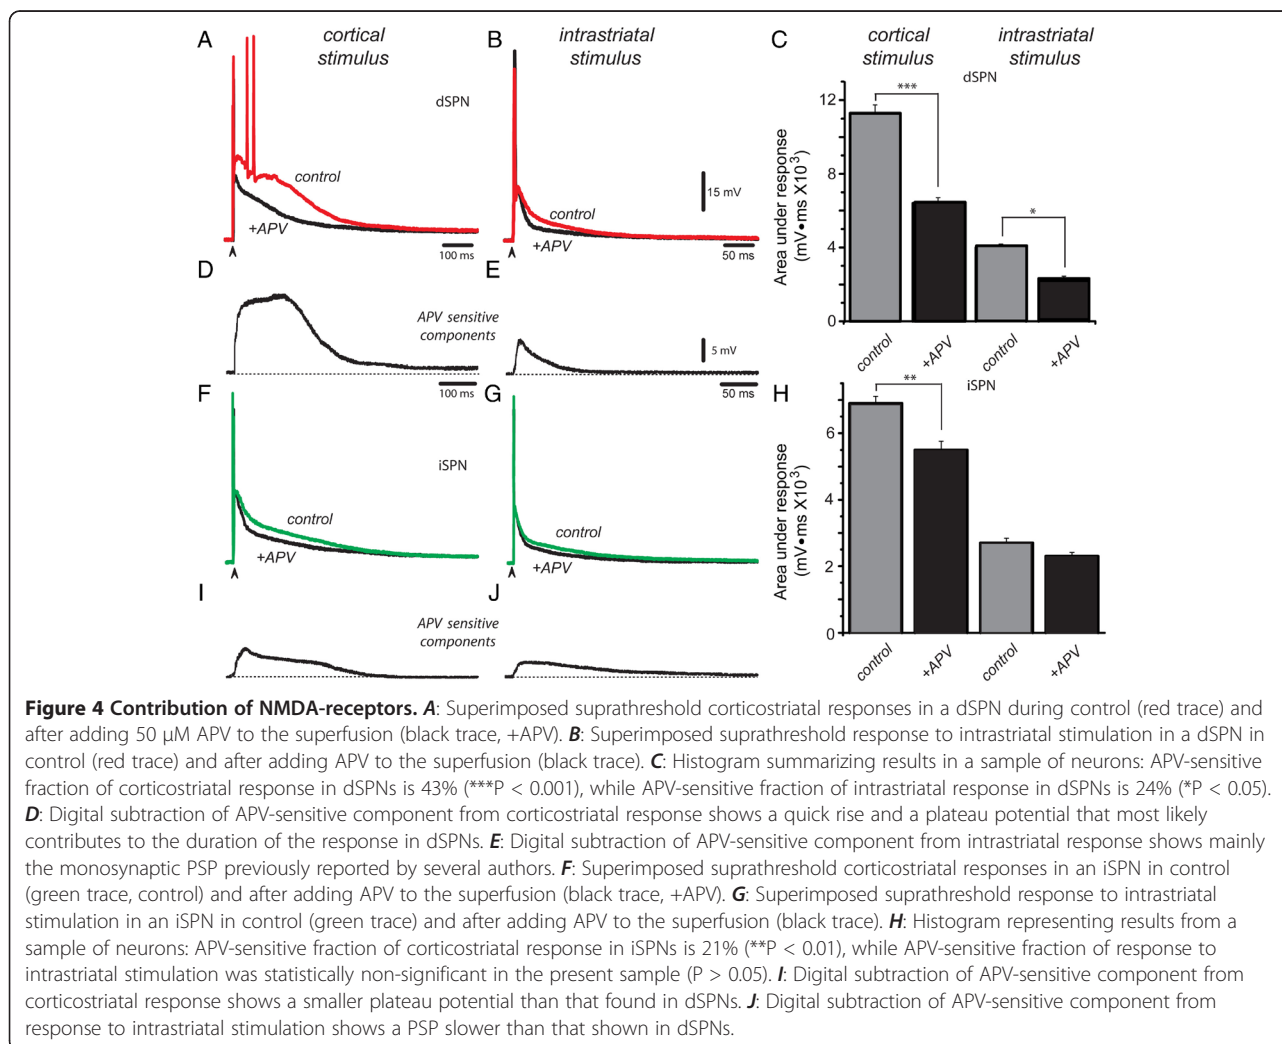 A
cortical
stimulus
B
intrastriatal
stimulus
C
cortical
stimulus
intrastriatal
stimulus
dSPN
dSPN
control
+APV
100 ms
control
+APV
50 ms
15 mV
Area under response
(mV•ms X10³)
12
8
4
2
0
***
*
control
+APV
control
+APV
D
E
APV sensitive
components
5 mV
100 ms
50 ms
F
G
H
iSPN
iSPN
control
+APV
control
+APV
Area under response
(mV•ms X10³)
6
4
2
0
**
control
+APV
control
+APV
I
J
APV sensitive
components
Figure 4 Contribution of NMDA-receptors. A: Superimposed suprathreshold corticostriatal responses in a dSPN during control (red trace) and
after adding 50 μM APV to the superfusion (black trace, +APV). B: Superimposed suprathreshold response to intrastriatal stimulation in a dSPN in
control (red trace) and after adding APV to the superfusion (black trace). C: Histogram summarizing results in a sample of neurons: APV-sensitive
fraction of corticostriatal response in dSPNs is 43% (***P < 0.001), while APV-sensitive fraction of intrastriatal response in dSPNs is 24% (*P < 0.05).
D: Digital subtraction of APV-sensitive component from corticostriatal response shows a quick rise and a plateau potential that most likely
contributes to the duration of the response in dSPNs. E: Digital subtraction of APV-sensitive component from intrastriatal response shows mainly
the monosynaptic PSP previously reported by several authors. F: Superimposed suprathreshold corticostriatal responses in an iSPN in control
(green trace, control) and after adding APV to the superfusion (black trace, +APV). G: Superimposed suprathreshold response to intrastriatal
stimulation in an iSPN in control (green trace) and after adding APV to the superfusion (black trace). H: Histogram representing results from a
sample of neurons: APV-sensitive fraction of corticostriatal response in iSPNs is 21% (**P < 0.01), while APV-sensitive fraction of response to
intrastriatal stimulation was statistically non-significant in the present sample (P > 0.05). I: Digital subtraction of APV-sensitive component from
corticostriatal response shows a smaller plateau potential than that found in dSPNs. J: Digital subtraction of APV-sensitive component from
response to intrastriatal stimulation shows a PSP slower than that shown in dSPNs.